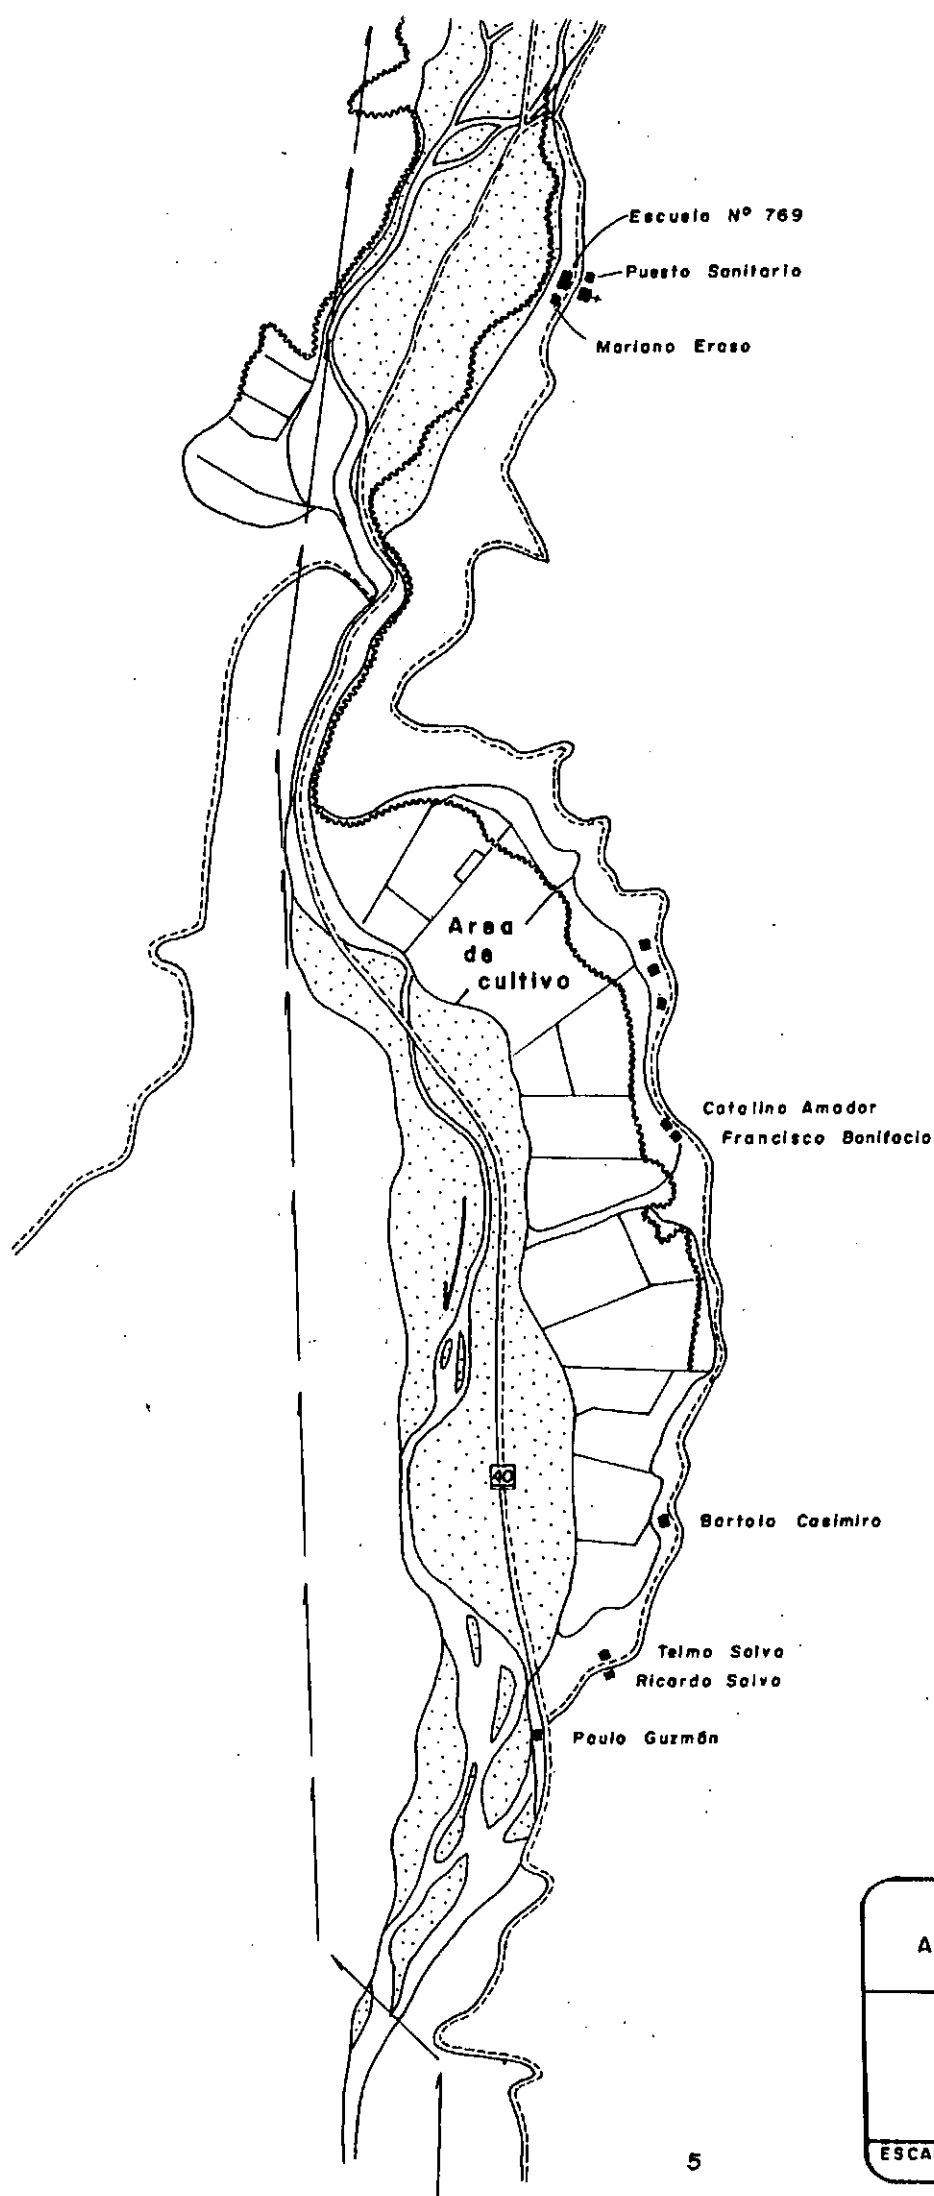 Escuela Nº 769
Puesto Sanitario
Mariano Eraso
Area
de
cultivo
Catalino Amador
Francisco Bonifacio
40
Bartolo Casimiro
Telmo Salva
Ricardo Salva
Paulo Guzmán
A
5
ESCA